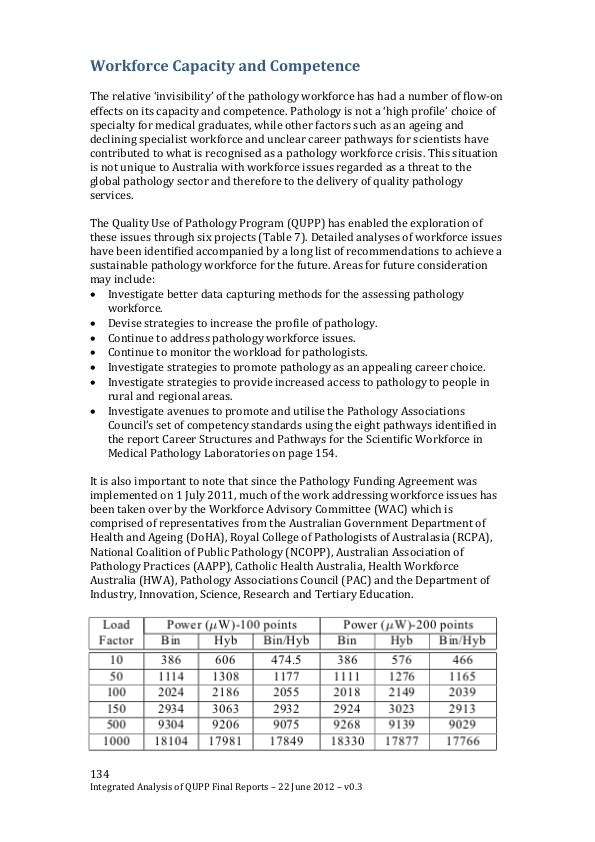 Workforce Capacity and Competence
The relative ‘invisibility’ of the pathology workforce has had a number of flow-on
effects on its capacity and competence. Pathology is not a ‘high profile’ choice of
specialty for medical graduates, while other factors such as an ageing and
declining specialist workforce and unclear career pathways for scientists have
contributed to what is recognised as a pathology workforce crisis. This situation
is not unique to Australia with workforce issues regarded as a threat to the
global pathology sector and therefore to the delivery of quality pathology
services.
The Quality Use of Pathology Program (QUPP) has enabled the exploration of
these issues through six projects (Table 7). Detailed analyses of workforce issues
have been identified accompanied by a long list of recommendations to achieve a
sustainable pathology workforce for the future. Areas for future consideration
may include:
• Investigate better data capturing methods for the assessing pathology
workforce.
• Devise strategies to increase the profile of pathology.
• Continue to address pathology workforce issues.
• Continue to monitor the workload for pathologists.
• Investigate strategies to promote pathology as an appealing career choice.
• Investigate strategies to provide increased access to pathology to people in
rural and regional areas.
• Investigate avenues to promote and utilise the Pathology Associations
Council’s set of competency standards using the eight pathways identified in
the report Career Structures and Pathways for the Scientific Workforce in
Medical Pathology Laboratories on page 154.
It is also important to note that since the Pathology Funding Agreement was
implemented on 1 July 2011, much of the work addressing workforce issues has
been taken over by the Workforce Advisory Committee (WAC) which is
comprised of representatives from the Australian Government Department of
Health and Ageing (DoHA), Royal College of Pathologists of Australasia (RCPA),
National Coalition of Public Pathology (NCOPP), Australian Association of
Pathology Practices (AAPP), Catholic Health Australia, Health Workforce
Australia (HWA), Pathology Associations Council (PAC) and the Department of
Industry, Innovation, Science, Research and Tertiary Education.
Load Power (μW)-100 points Power (μW)-200 points
Factor Bin Hyb Bin/Hyb Bin Hyb Bin/Hyb
10 386 606 474.5 386 576 466
50 1114 1308 1177 1111 1276 1165
100 2024 2186 2055 2018 2149 2039
150 2934 3063 2932 2924 3023 2913
500 9304 9206 9075 9268 9139 9029
1000 18104 17981 17849 18330 17877 17766
134
Integrated Analysis of QUPP Final Reports – 22 June 2012 – v0.3